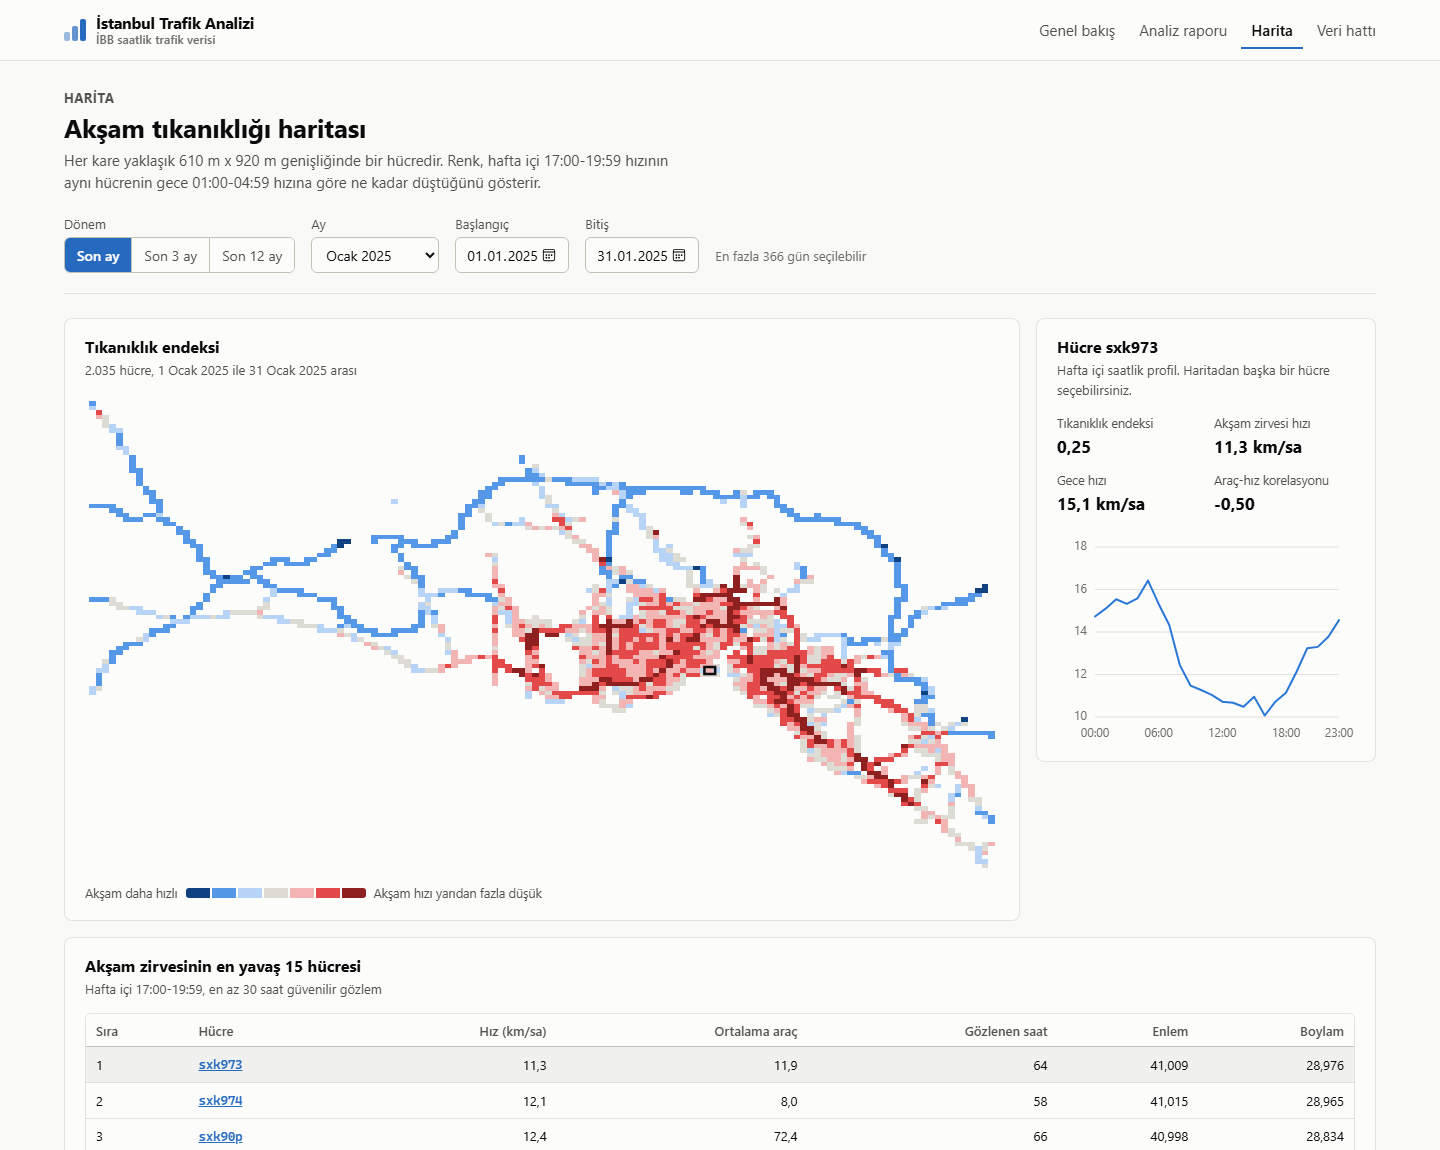 İstanbul Trafik Analizi
İBB saatlik trafik verisi
Genel bakış
Analiz raporu
Harita
Veri hattı
HARİTA
Akşam tıkanıklığı haritası
Her kare yaklaşık 610 m x 920 m genişliğinde bir hücredir. Renk, hafta içi 17:00-19:59 hızının
aynı hücrenin gece 01:00-04:59 hızına göre ne kadar düştüğünü gösterir.
Dönem
Ay
Başlangıç
Bitiş
Son ay
Son 3 ay
Son 12 ay
Ocak 2025
01.01.2025
31.01.2025
En fazla 366 gün seçilebilir
Tıkanıklık endeksi
2.035 hücre, 1 Ocak 2025 ile 31 Ocak 2025 arası
Akşam daha hızlı
Akşam hızı yarıdan fazla düşük
Hücre sxk973
Hafta içi saatlik profil. Haritadan başka bir hücre
seçebilirsiniz.
Tıkanıklık endeksi
Akşam zirvesi hızı
0,25
11,3 km/sa
Gece hızı
Araç-hız korelasyonu
15,1 km/sa
-0,50
18
16
14
12
10
00:00
06:00
12:00
18:00
23:00
Akşam zirvesinin en yavaş 15 hücresi
Hafta içi 17:00-19:59, en az 30 saat güvenilir gözlem
Sıra Hücre Hız (km/sa) Ortalama araç Gözlenen saat Enlem Boylam
1 sxk973 11,3 11,9 64 41,009 28,976
2 sxk974 12,1 8,0 58 41,015 28,965
3 sxk90p 12,4 72,4 66 40,998 28,834